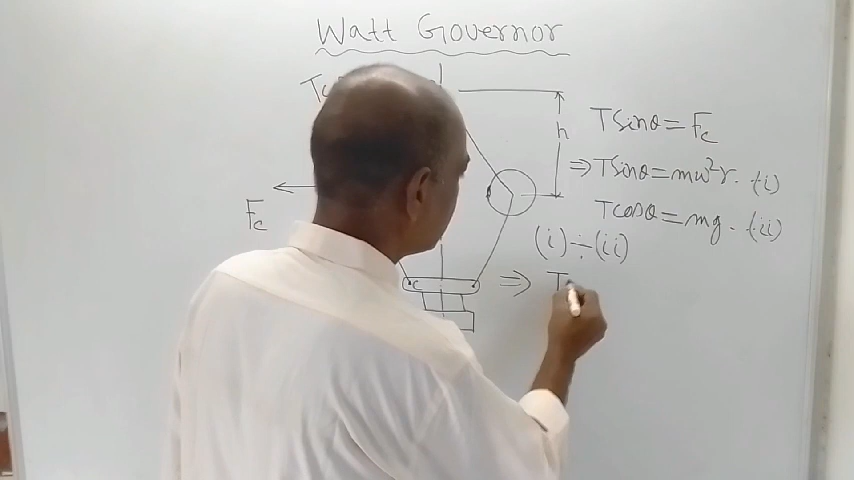 Watt Governor
h
Tsinθ = Fc
⇒ Tsinθ = mω²r. (i)
Tcosθ = mg. (ii)
Fc
(i) ÷ (ii)
C
⇒ T